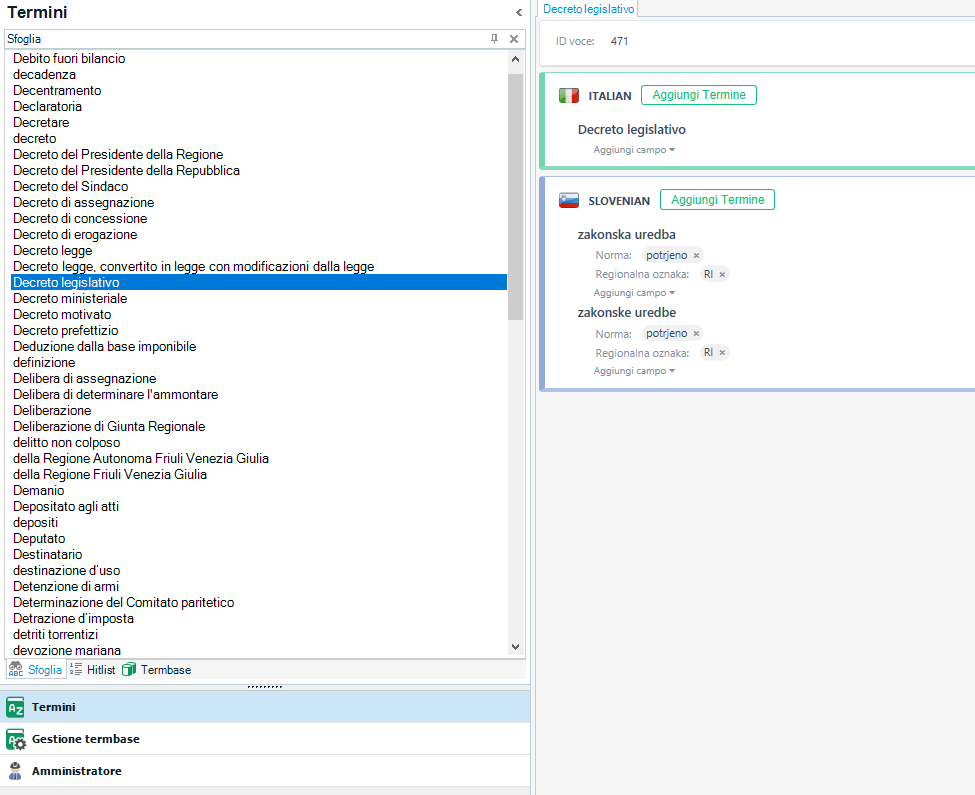 Termini
Sfoglia
Debito fuori bilancio
decadenza
Decentramento
Declaratoria
Decretare
decreto
Decreto del Presidente della Regione
Decreto del Presidente della Repubblica
Decreto del Sindaco
Decreto di assegnazione
Decreto di concessione
Decreto di erogazione
Decreto legge
Decreto legge, convertito in legge con modificazioni dalla legge
Decreto legislativo
Decreto ministeriale
Decreto motivato
Decreto prefettizio
Deduzione dalla base imponibile
definizione
Delibera di assegnazione
Delibera di determinare l'ammontare
Deliberazione
Deliberazione di Giunta Regionale
delitto non colposo
della Regione Autonoma Friuli Venezia Giulia
della Regione Friuli Venezia Giulia
Demanio
Depositato agli atti
depositi
Deputato
Destinatario
destinazione d'uso
Detenzione di armi
Determinazione del Comitato paritetico
Detrazione d'imposta
detriti torrentizi
devozione mariana
ABC Sfoglia Hitlist Termbase
AZ Termini
Gestione termbase
Amministratore
Decreto legislativo
ID voce: 471
ITALIAN Aggiungi Termine
Decreto legislativo
Aggiungi campo
SLOVENIAN Aggiungi Termine
zakonska uredba
Norma: potrjeno ×
Regionalna oznaka: RI ×
Aggiungi campo
zakonske uredbe
Norma: potrjeno ×
Regionalna oznaka: RI ×
Aggiungi campo